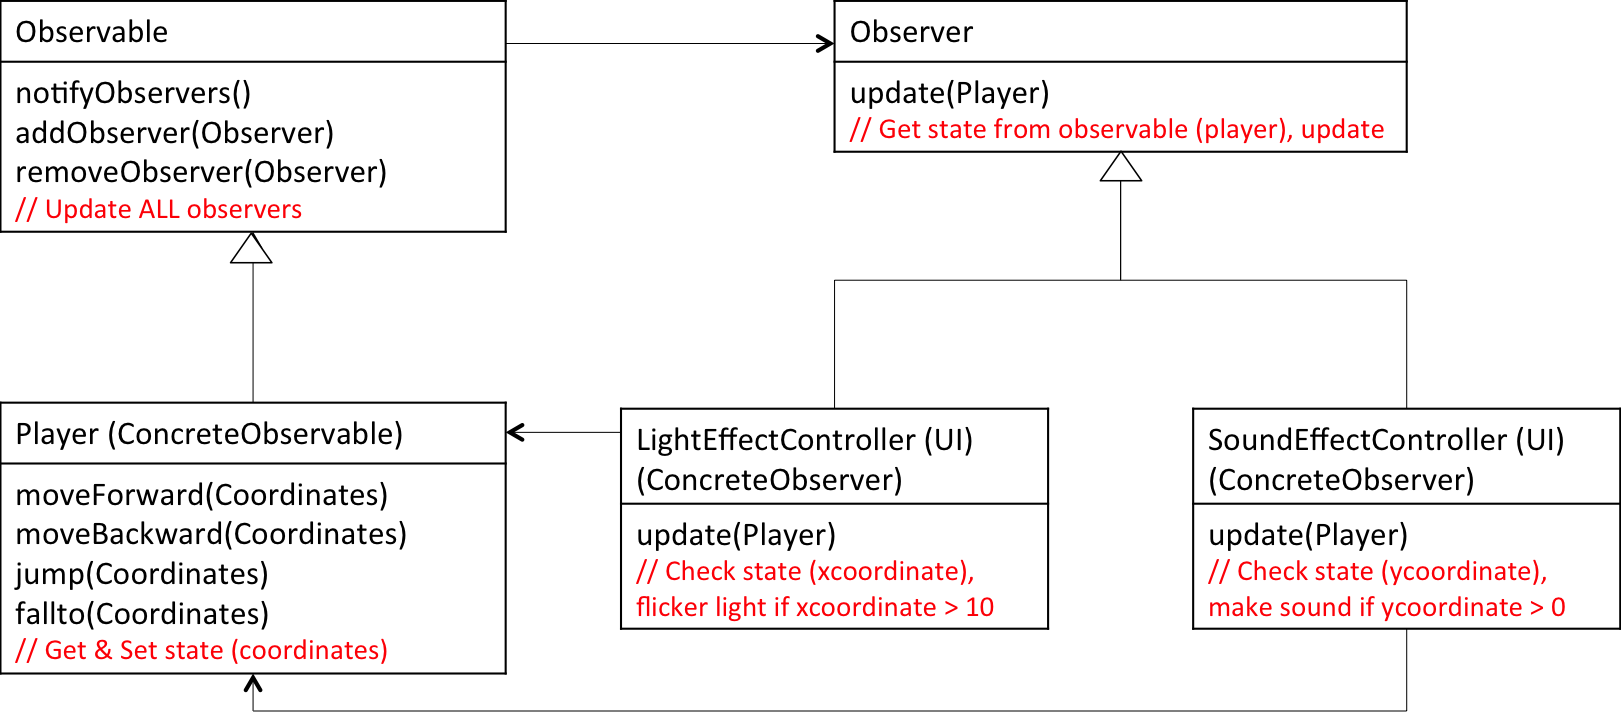 Observable
notifyObservers()
addObserver(Observer)
removeObserver(Observer)
// Update ALL observers
Observer
update(Player)
// Get state from observable (player), update
Player (ConcreteObservable)
moveForward(Coordinates)
moveBackward(Coordinates)
jump(Coordinates)
fallto(Coordinates)
// Get & Set state (coordinates)
LightEffectController (UI)
(ConcreteObserver)
update(Player)
// Check state (xcoordinate),
flicker light if xcoordinate > 10
SoundEffectController (UI)
(ConcreteObserver)
update(Player)
// Check state (ycoordinate),
make sound if ycoordinate > 0